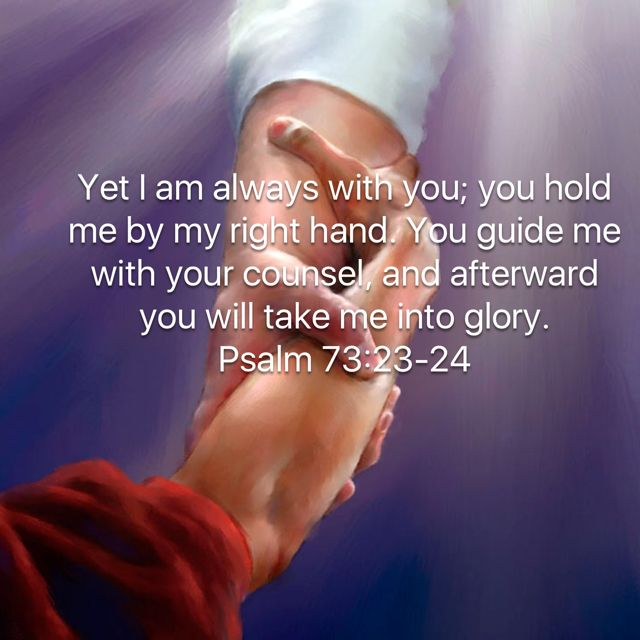 Yet I am always with you; you hold
me by my right hand. You guide me
with your counsel, and afterward
you will take me into glory.
Psalm 73:23-24